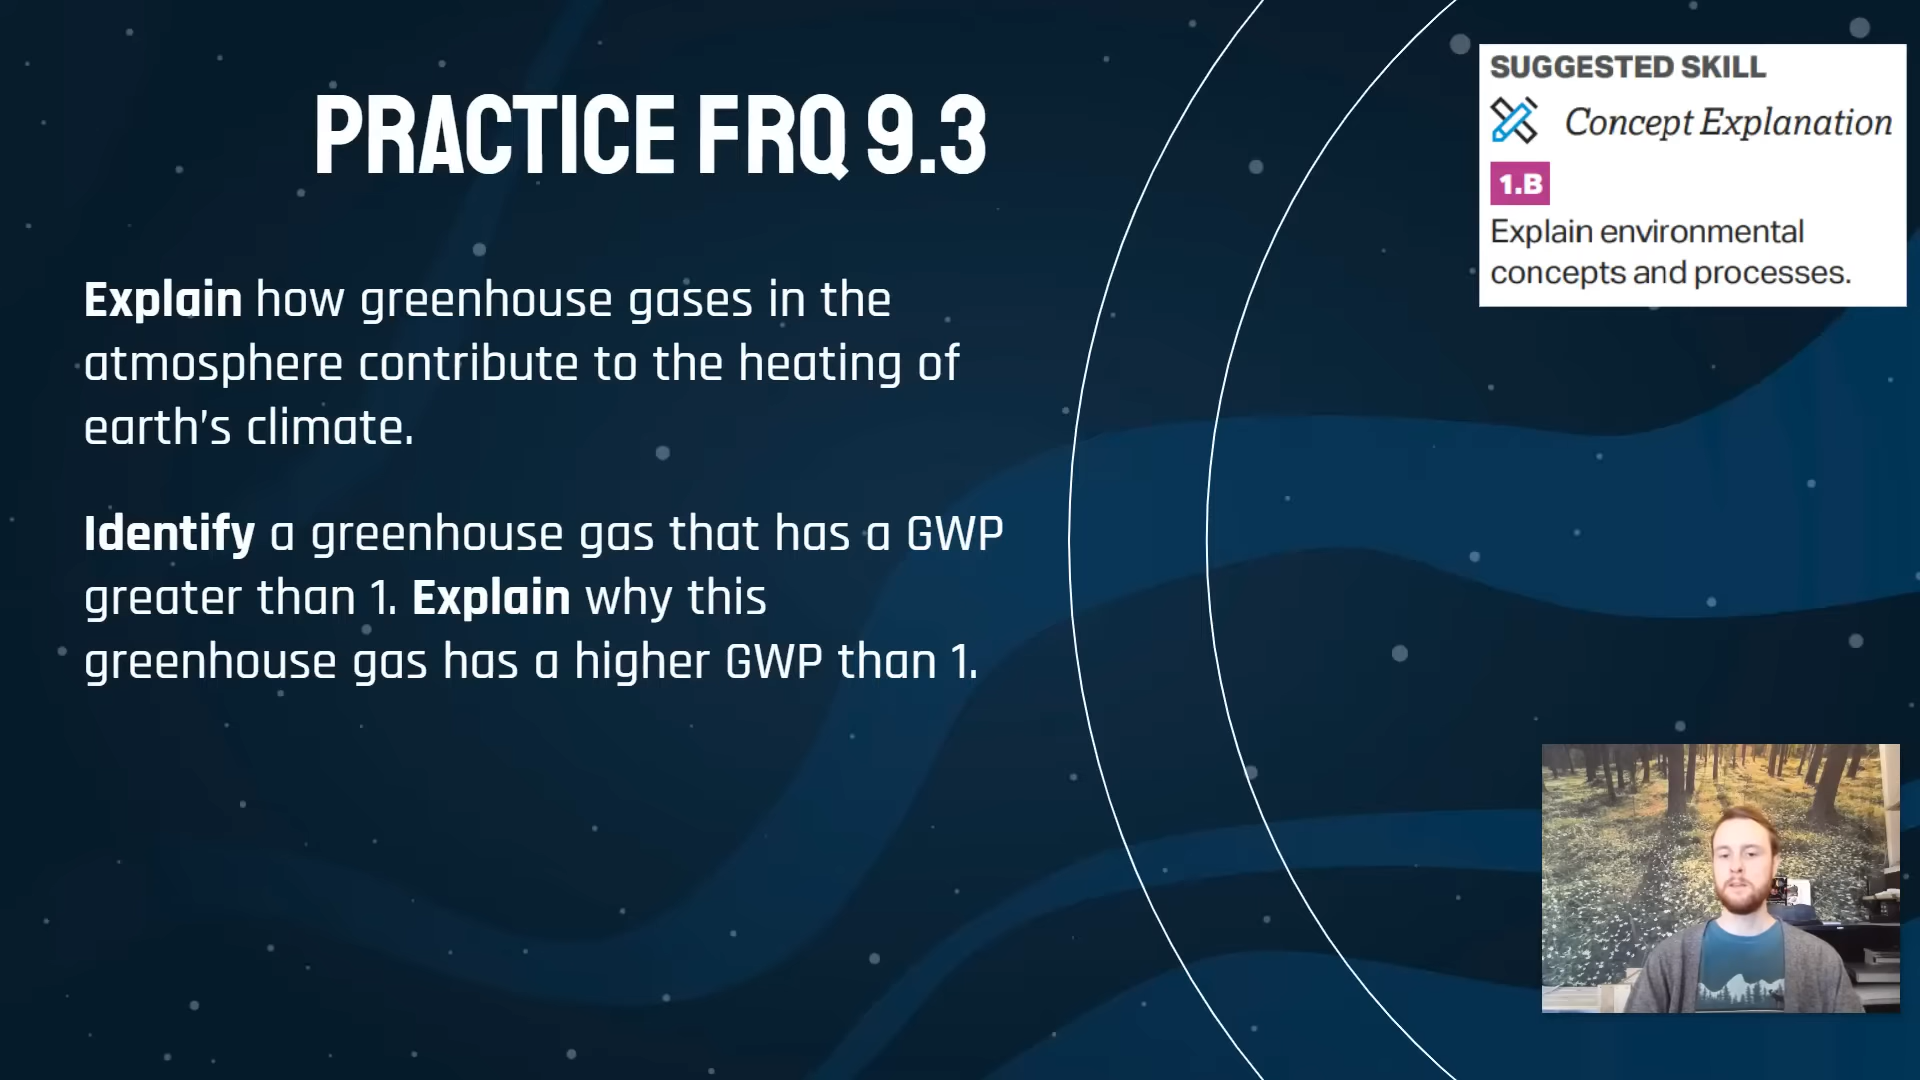 PRACTICE FRQ 9.3
Explain how greenhouse gases in the
atmosphere contribute to the heating of
earth's climate.
Identify a greenhouse gas that has a GWP
greater than 1. Explain why this
greenhouse gas has a higher GWP than 1.
SUGGESTED SKILL
Concept Explanation
1.B
Explain environmental
concepts and processes.